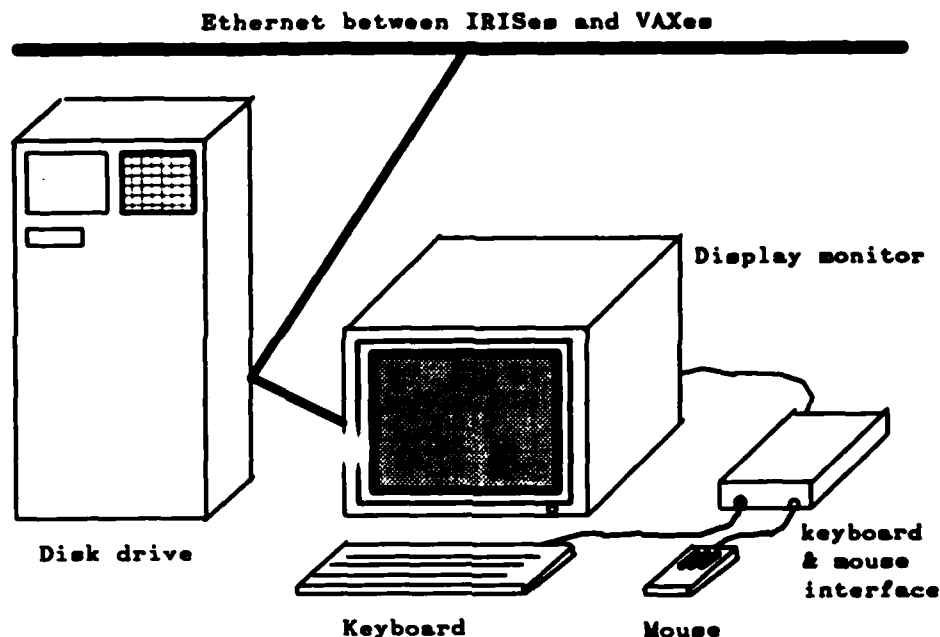 Ethernet between IRISes and VAXes
Display monitor
Disk drive
keyboard
& mouse
interface
Keyboard
Mouse